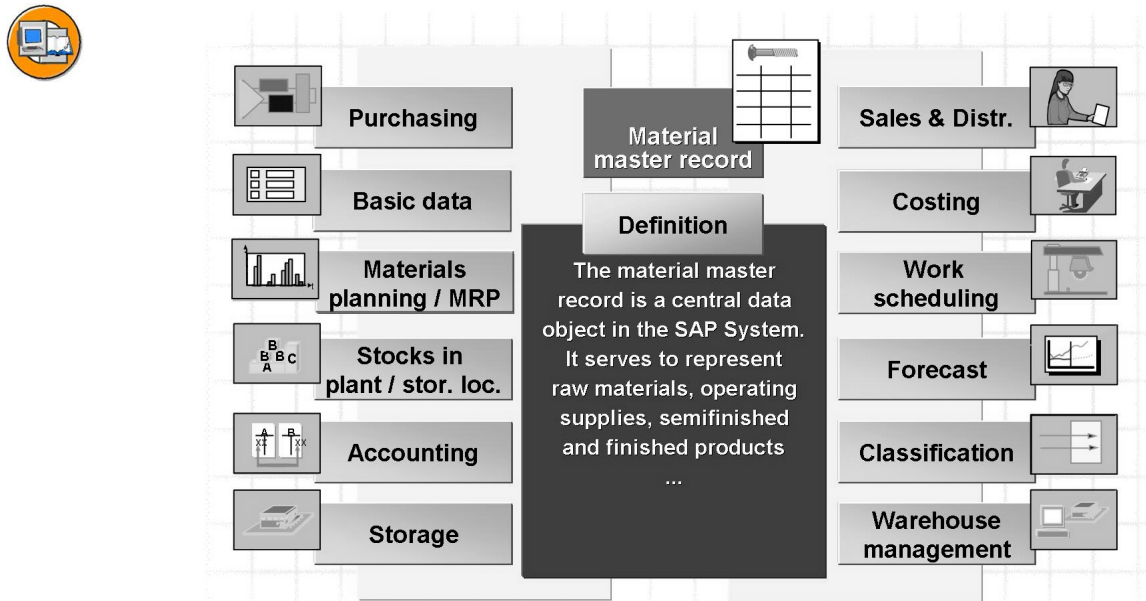 Material
master record
Definition
The material master
record is a central data
object in the SAP System.
It serves to represent
raw materials, operating
supplies, semifinished
and finished products
...
Purchasing
Basic data
Materials
planning / MRP
t
B
B B C
A
Stocks in
plant / stor. loc.
A B
XX XX
Accounting
Storage
Sales & Distr.
Costing
Work
scheduling
Forecast
Classification
Warehouse
management